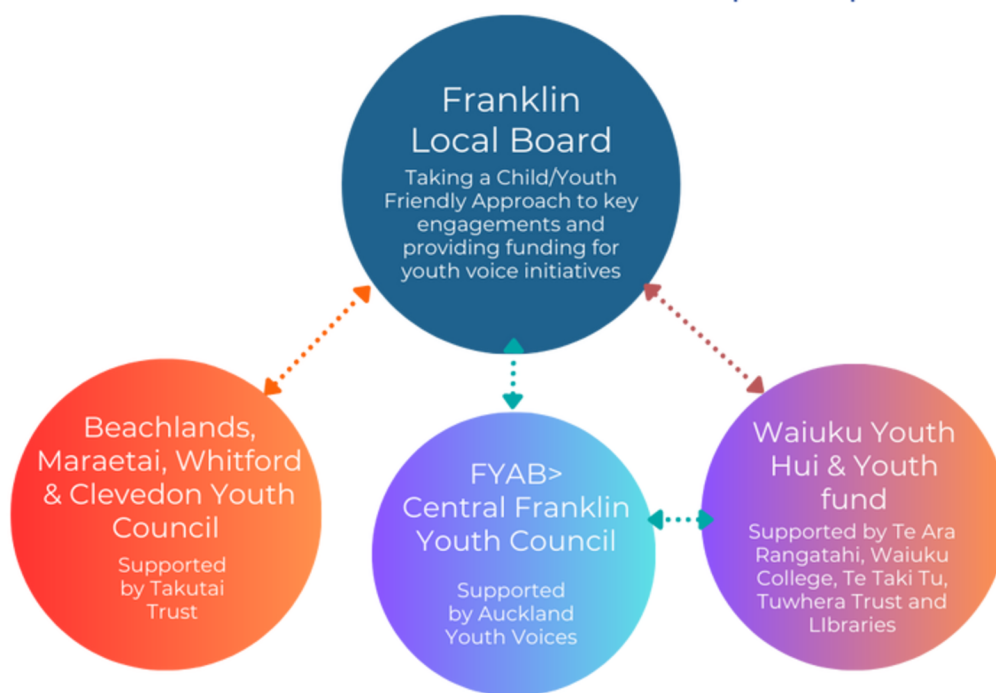 Franklin
Local Board
Taking a Child/Youth
Friendly Approach to key
engagements and
providing funding for
youth voice initiatives
Beachlands,
Maraetai, Whitford
& Clevedon Youth
Council
Supported
by Takutai
Trust
FYAB>
Central Franklin
Youth Council
Supported
by Auckland
Youth Voices
Waiuku Youth
Hui & Youth
fund
Supported by Te Ara
Rangatahi, Waiuku
College, Te Taki Tu,
Tuwhera Trust and
LIbraries